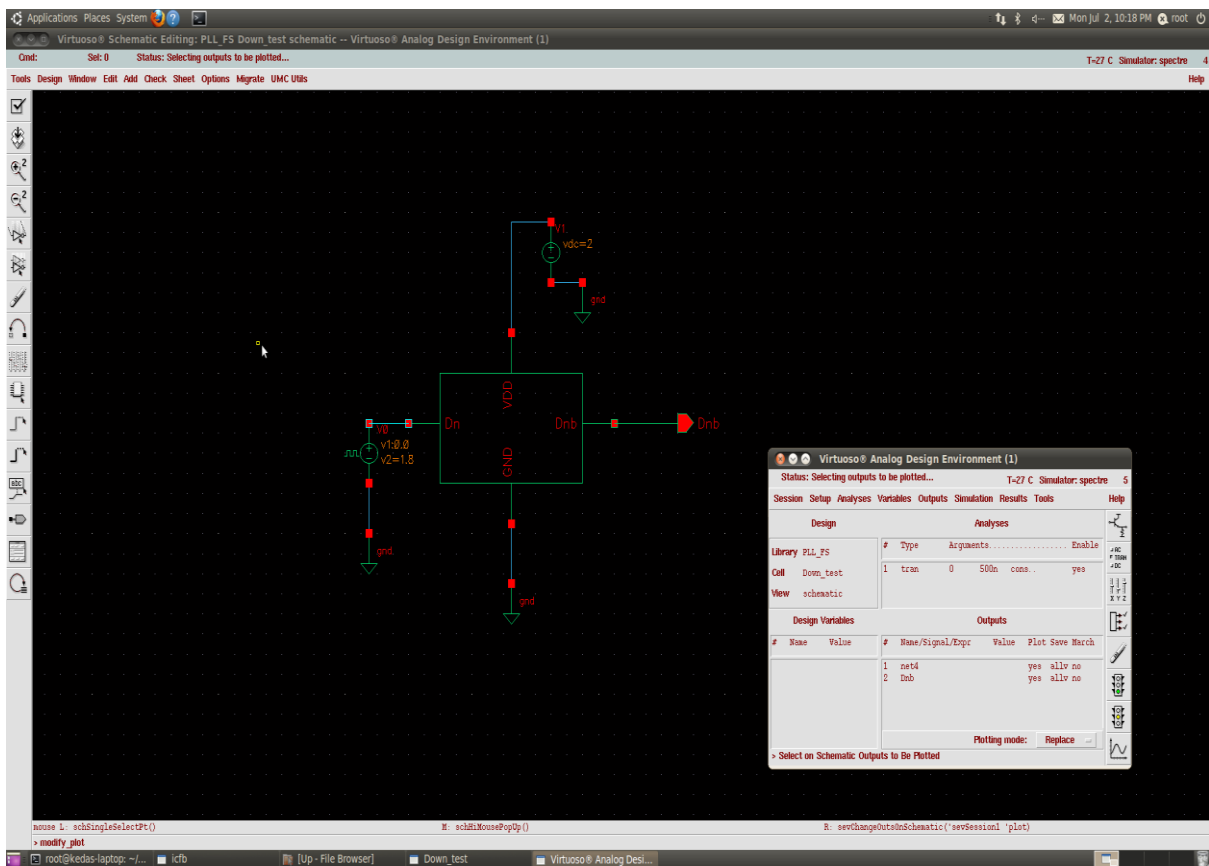 Applications Places System
Mon Jul 2, 10:18 PM root
Virtuoso® Schematic Editing: PLL_FS Down_test schematic -- Virtuoso® Analog Design Environment (1)
Cmd: Sel: 0 Status: Selecting outputs to be plotted... T=27 C Simulator: spectre 4
Tools Design Window Edit Add Check Sheet Options Migrate UMC Utils Help
V1
vdc=2
gnd
VDD
Dn
Dnb
Dnb
V0
v1:0.0
v2=1.8
GND
gnd
gnd
Virtuoso® Analog Design Environment (1)
Status: Selecting outputs to be plotted... T=27 C Simulator: spectre 5
Session Setup Analyses Variables Outputs Simulation Results Tools Help
Design Analyses
Library PLL_FS
# Type Arguments.................. Enable
Cell Down_test
1 tran 0 500n cons.. yes
View schematic
Design Variables Outputs
# Name Value # Name/Signal/Expr Value Plot Save March
1 net4 yes allv no
2 Dnb yes allv no
Plotting mode: Replace
> Select on Schematic Outputs to Be Plotted
AC
TRAN
DC
X Y Z
2
2
abc
mouse L: schSingleSelectPt() M: schHiMousePopUp() R: sevChangeOutsOnSchematic('sevSession1 'plot)
> modify_plot
root@kedas-laptop: ~/... icfb [Up - File Browser] Down_test Virtuoso® Analog Desi...